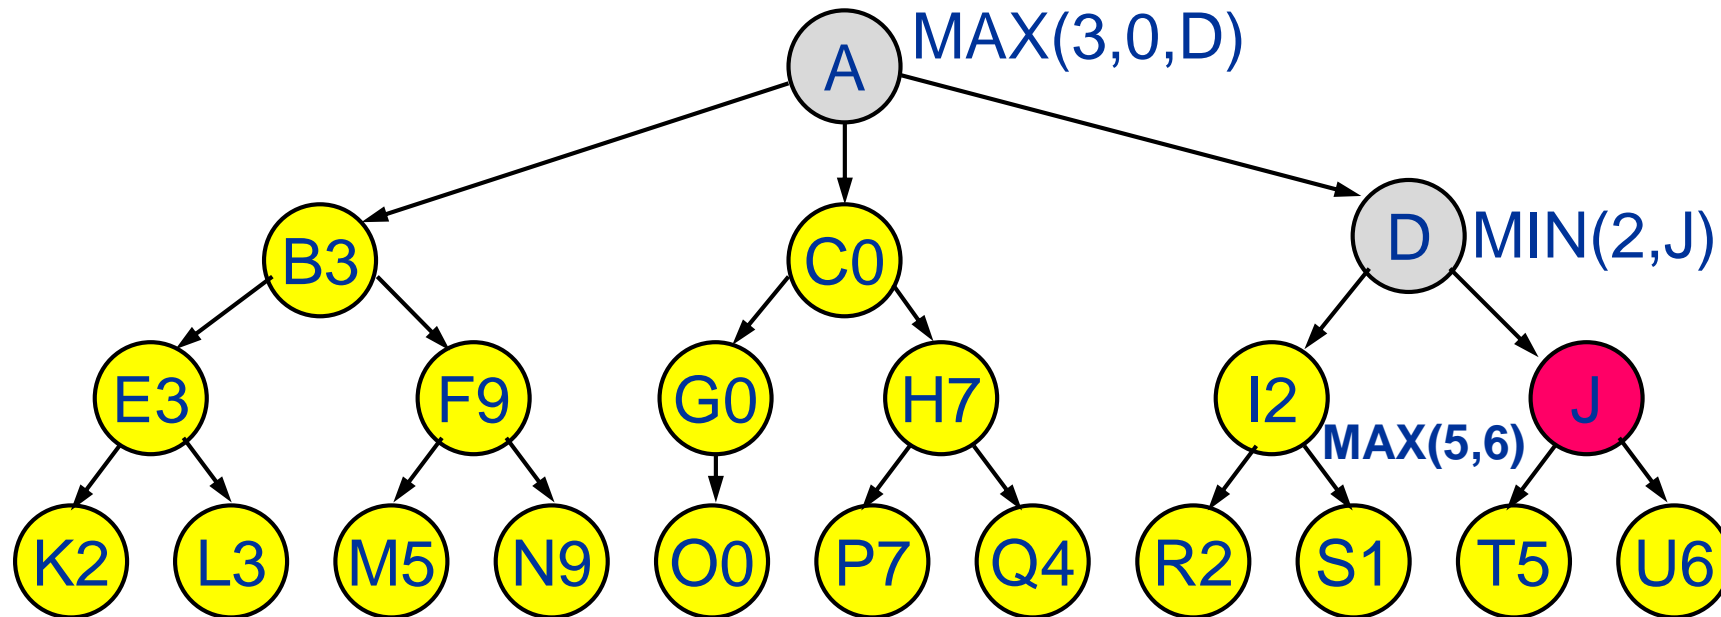 A MAX(3,0,D)
B3 C0 D MIN(2,J)
E3 F9 G0 H7 I2 J
MAX(5,6)
K2 L3 M5 N9 O0 P7 Q4 R2 S1 T5 U6